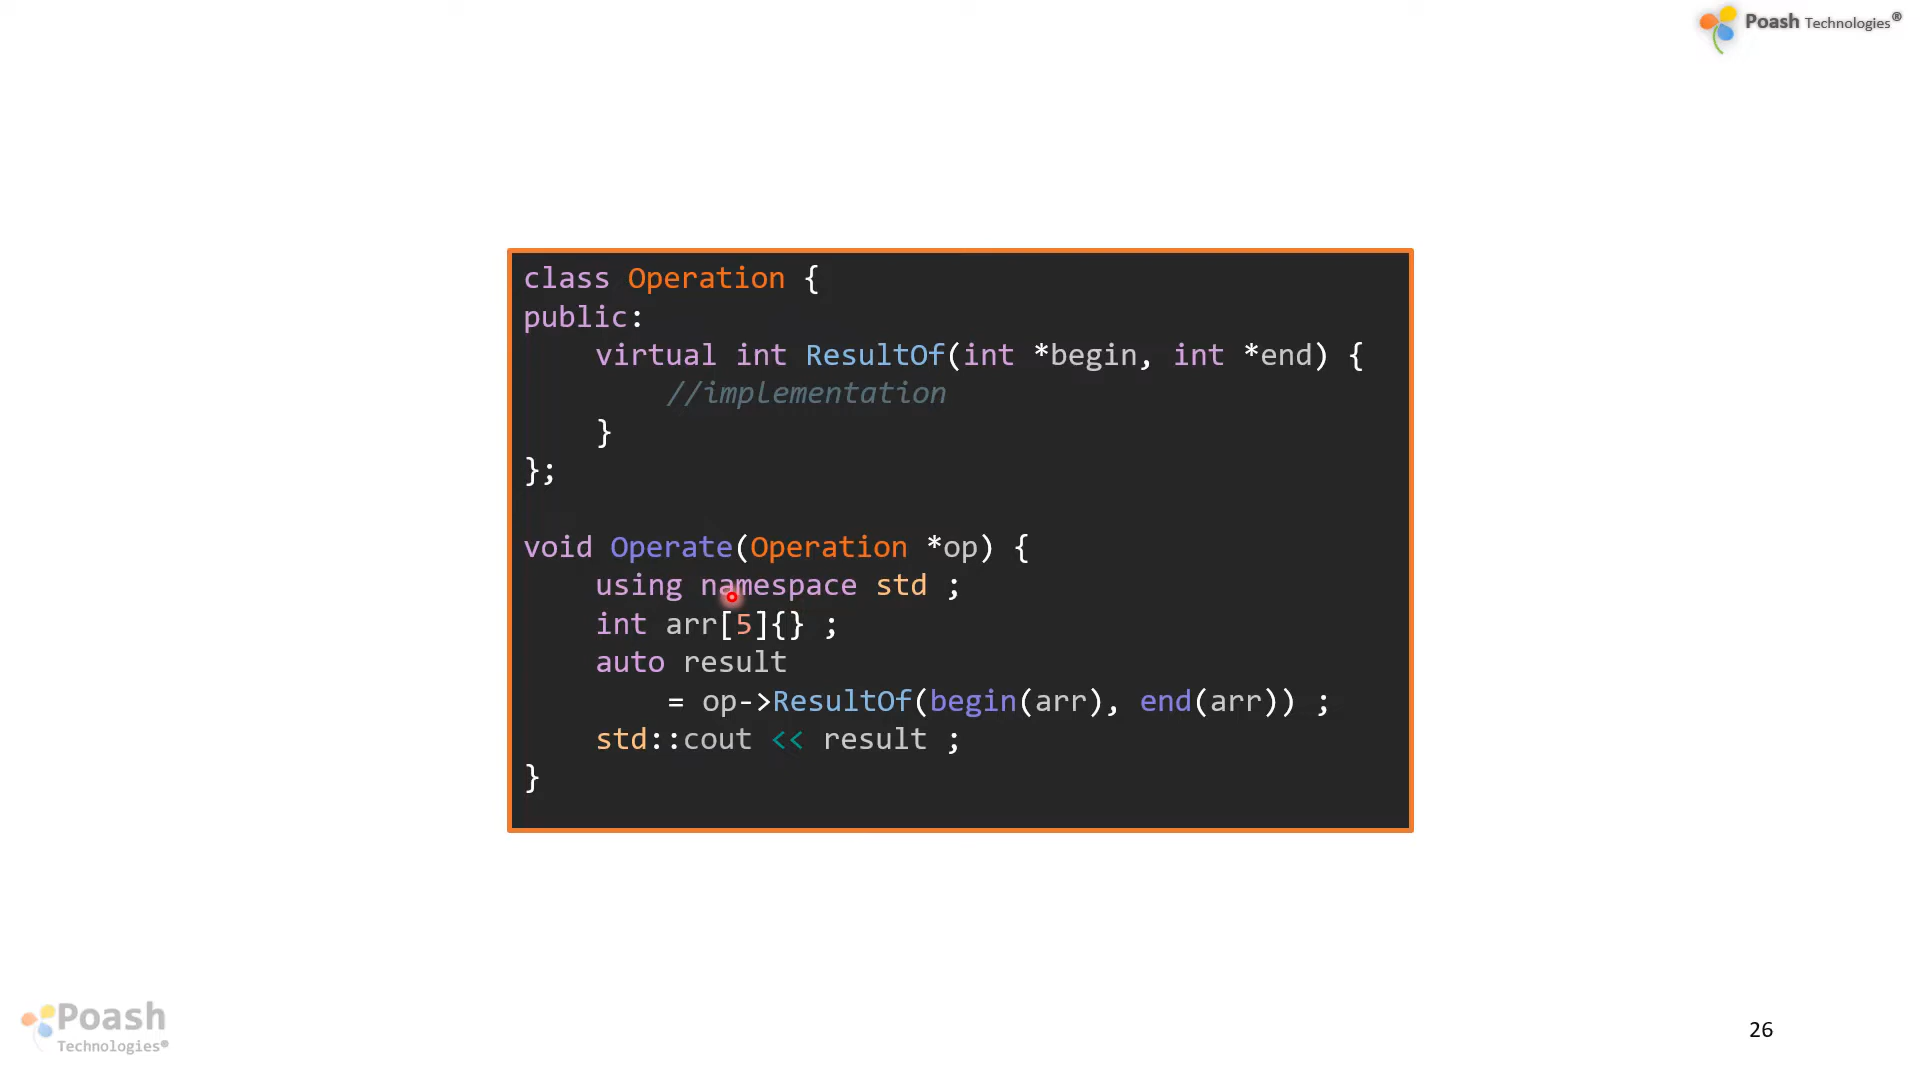 Poash Technologies®
class Operation {
public:
virtual int ResultOf(int *begin, int *end) {
//implementation
}
};
void Operate(Operation *op) {
using namespace std ;
int arr[5]{} ;
auto result
= op->ResultOf(begin(arr), end(arr)) ;
std::cout << result ;
}
Poash
Technologies®
26